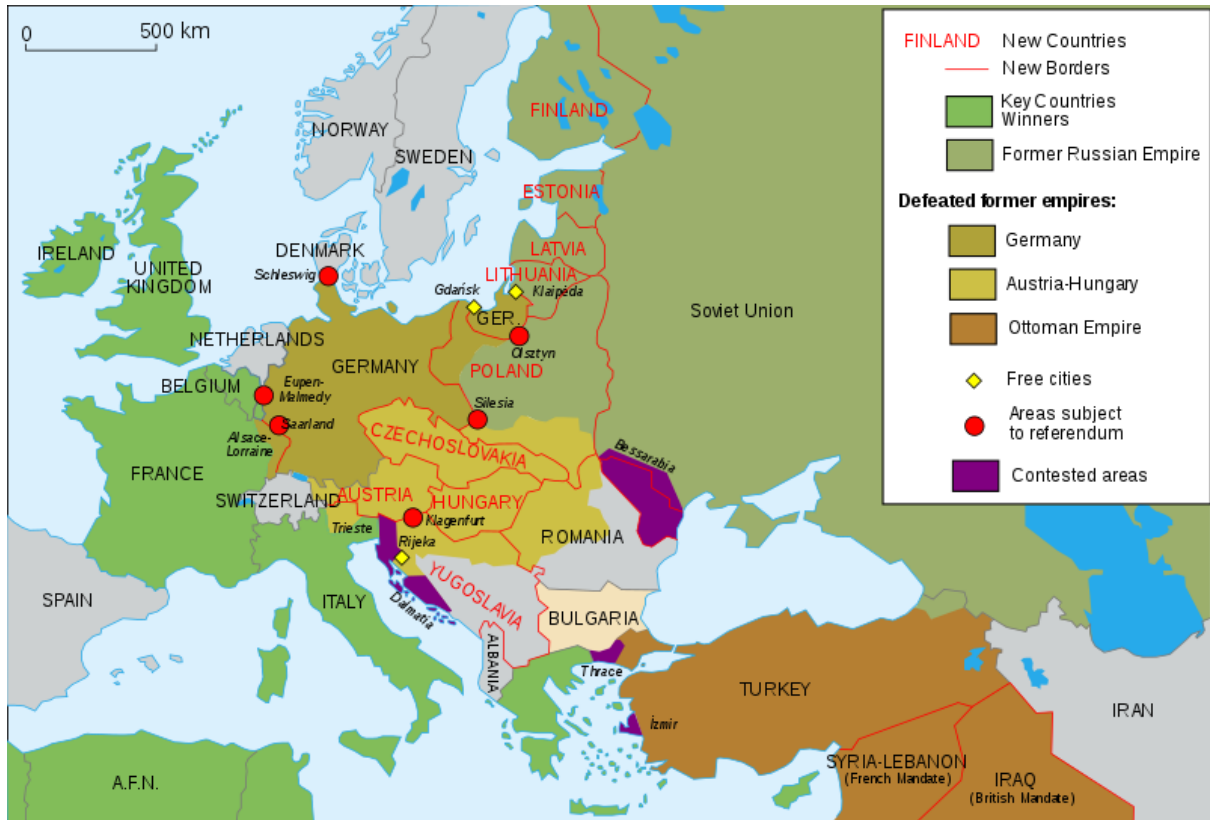 0 500 km
FINLAND New Countries
New Borders
Key Countries
Winners
Former Russian Empire
Defeated former empires:
Germany
Austria-Hungary
Ottoman Empire
Free cities
Areas subject
to referendum
Contested areas
FINLAND
NORWAY
SWEDEN
ESTONIA
LATVIA
LITHUANIA
DENMARK
Schleswig
IRELAND
UNITED
KINGDOM
Gdańsk
Klaipėda
GER.
Soviet Union
NETHERLANDS
Olsztyn
GERMANY
POLAND
BELGIUM
Eupen-
Malmedy
Silesia
Saarland
Alsace-
Lorraine
CZECHOSLOVAKIA
Bessarabia
FRANCE
SWITZERLAND
AUSTRIA
HUNGARY
Klagenfurt
Trieste
Rijeka
ROMANIA
YUGOSLAVIA
SPAIN
ITALY
Dalmatia
BULGARIA
ALBANIA
Thrace
TURKEY
İzmir
IRAN
SYRIA-LEBANON
(French Mandate)
A.F.N.
IRAQ
(British Mandate)